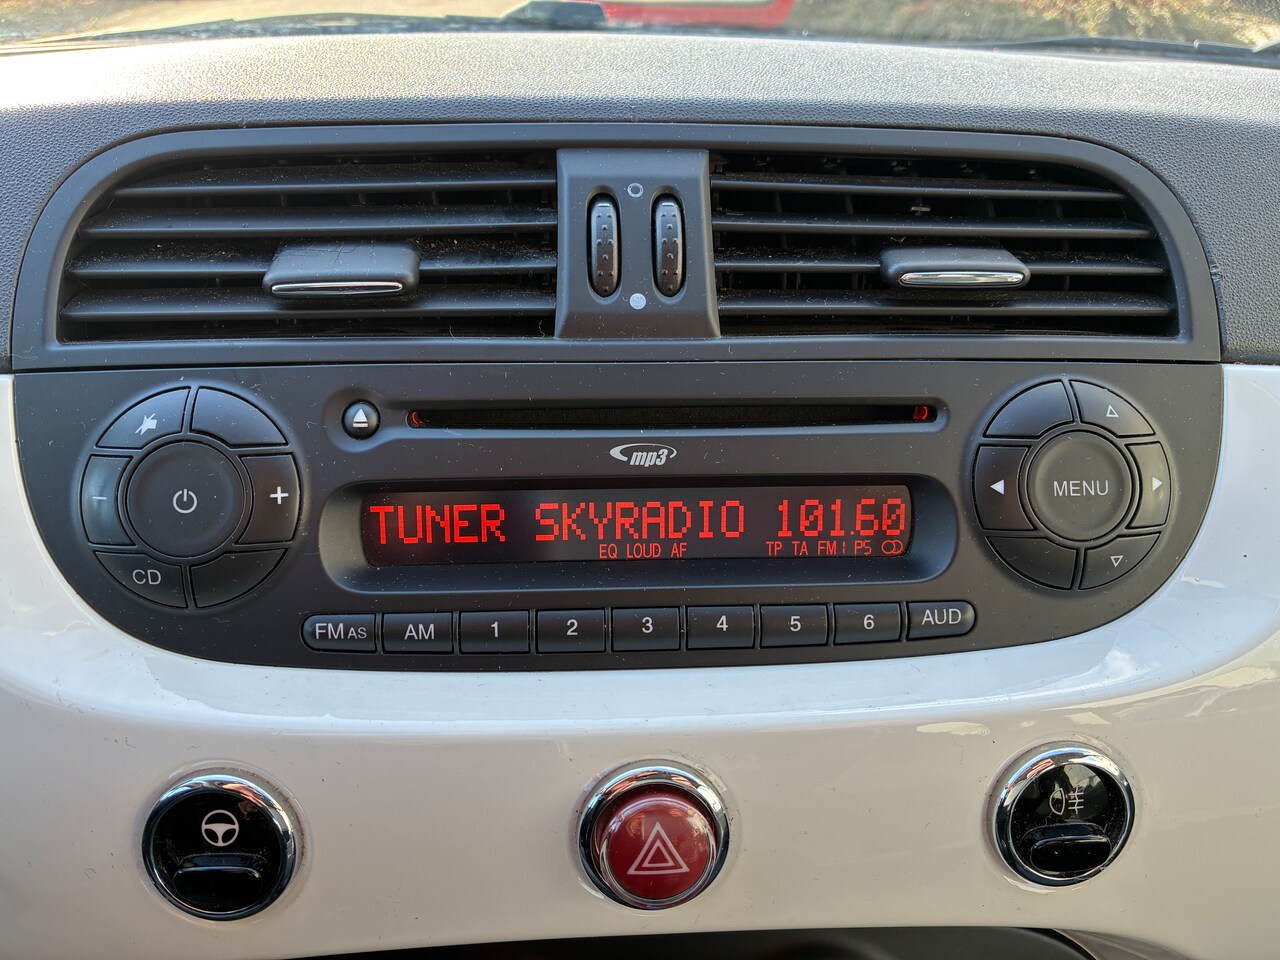 mp3
TUNER SKYRADIO 101.60
EQ LOUD AF TP TA FM1 PS
MENU
CD
FM AS AM 1 2 3 4 5 6 AUD